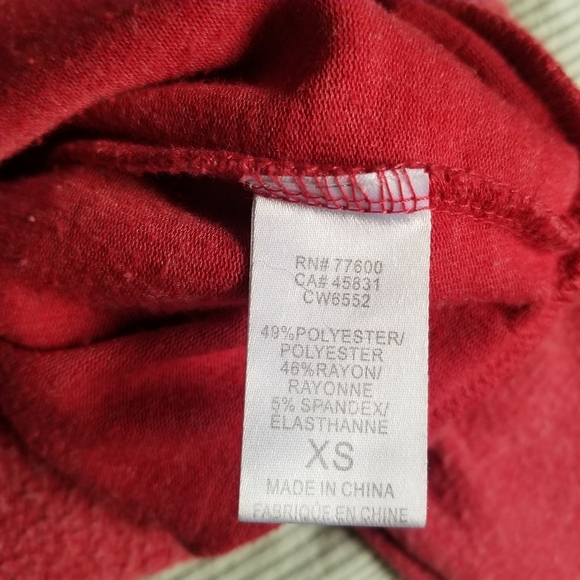 RN# 77600
CA# 45831
CW6552
49%POLYESTER/
POLYESTER
46%RAYON/
RAYONNE
5% SPANDEX/
ELASTHANNE
XS
MADE IN CHINA
FABRIQUE EN CHINE